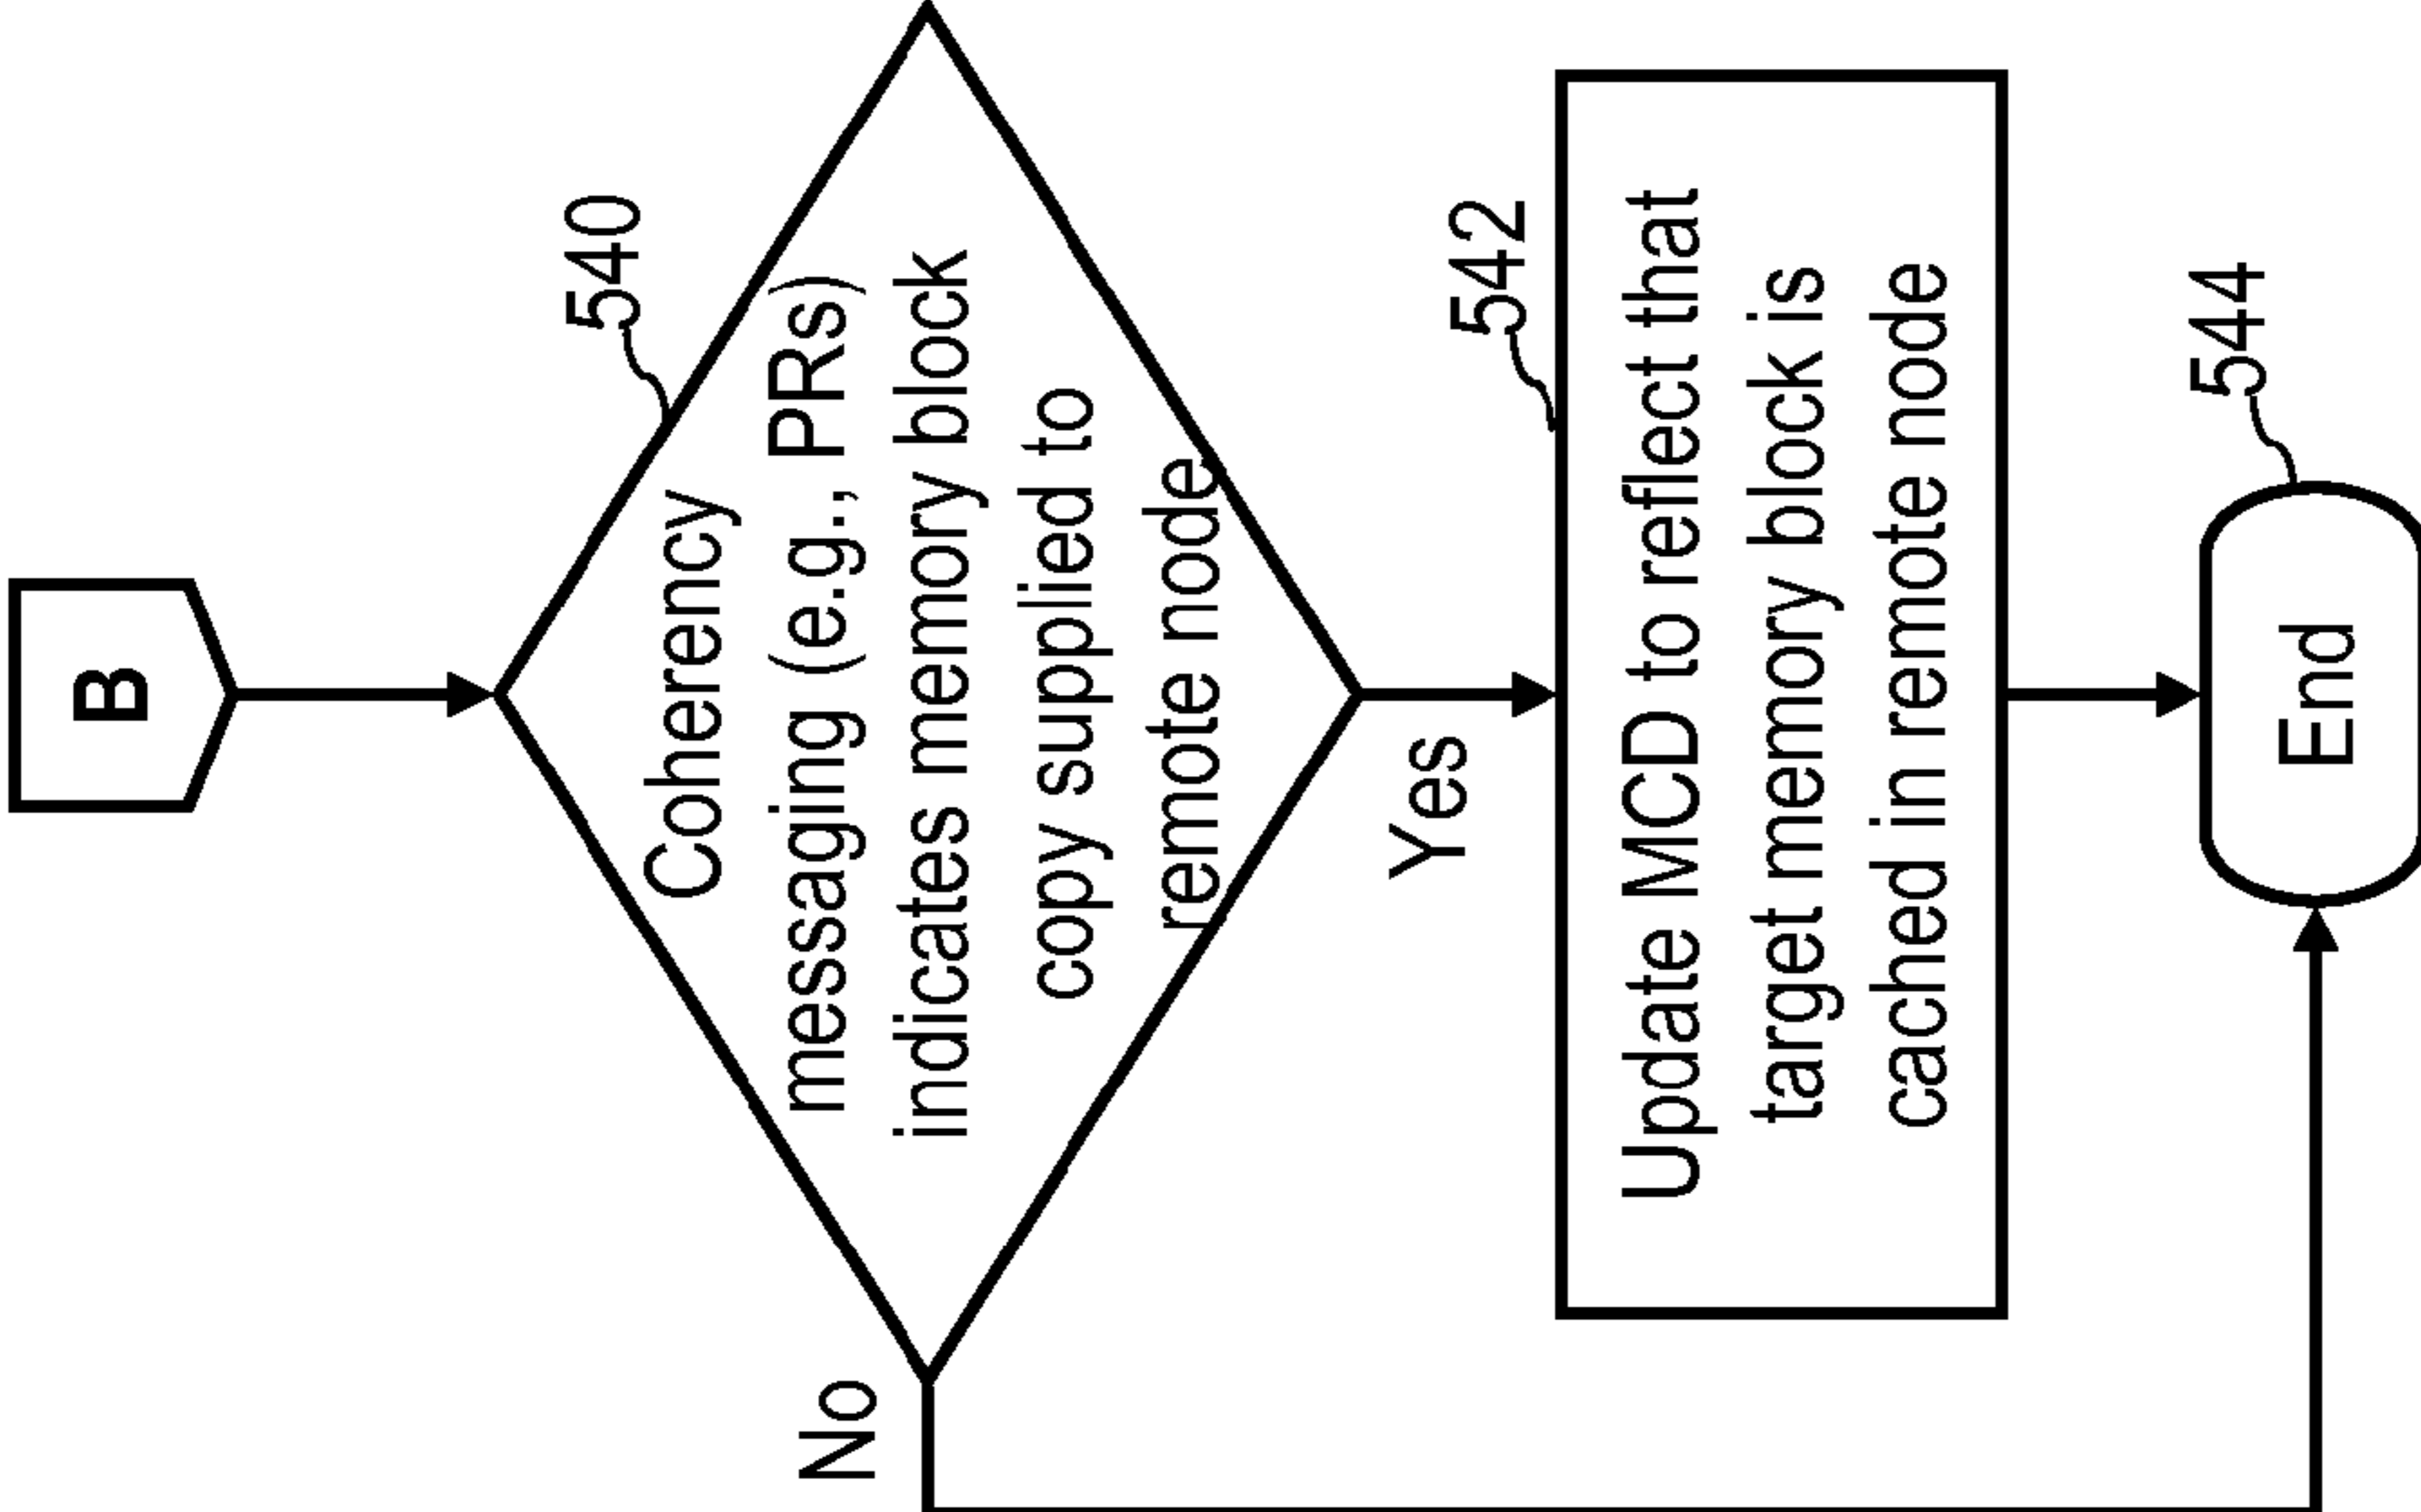 B
540
Coherency
messaging (e.g., PRs)
indicates memory block
copy supplied to
remote node
No
Yes
542
Update MCD to reflect that
target memory block is
cached in remote node
544
End